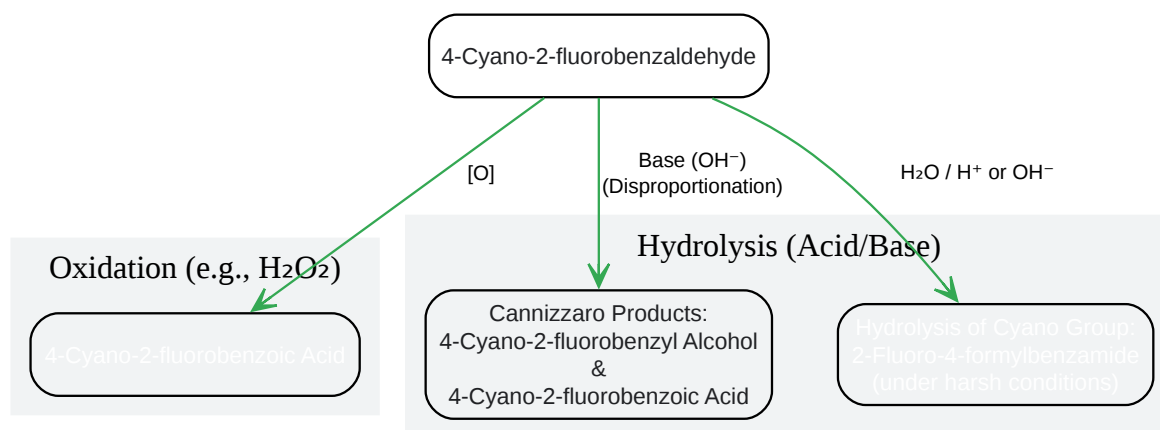 4-Cyano-2-fluorobenzaldehyde
[O]
Base (OH⁻)
(Disproportionation)
H₂O / H⁺ or OH⁻
Oxidation (e.g., H₂O₂)
Hydrolysis (Acid/Base)
4-Cyano-2-fluorobenzoic Acid
Cannizzaro Products:
4-Cyano-2-fluorobenzyl Alcohol
&
4-Cyano-2-fluorobenzoic Acid
Hydrolysis of Cyano Group:
2-Fluoro-4-formylbenzamide
(under harsh conditions)